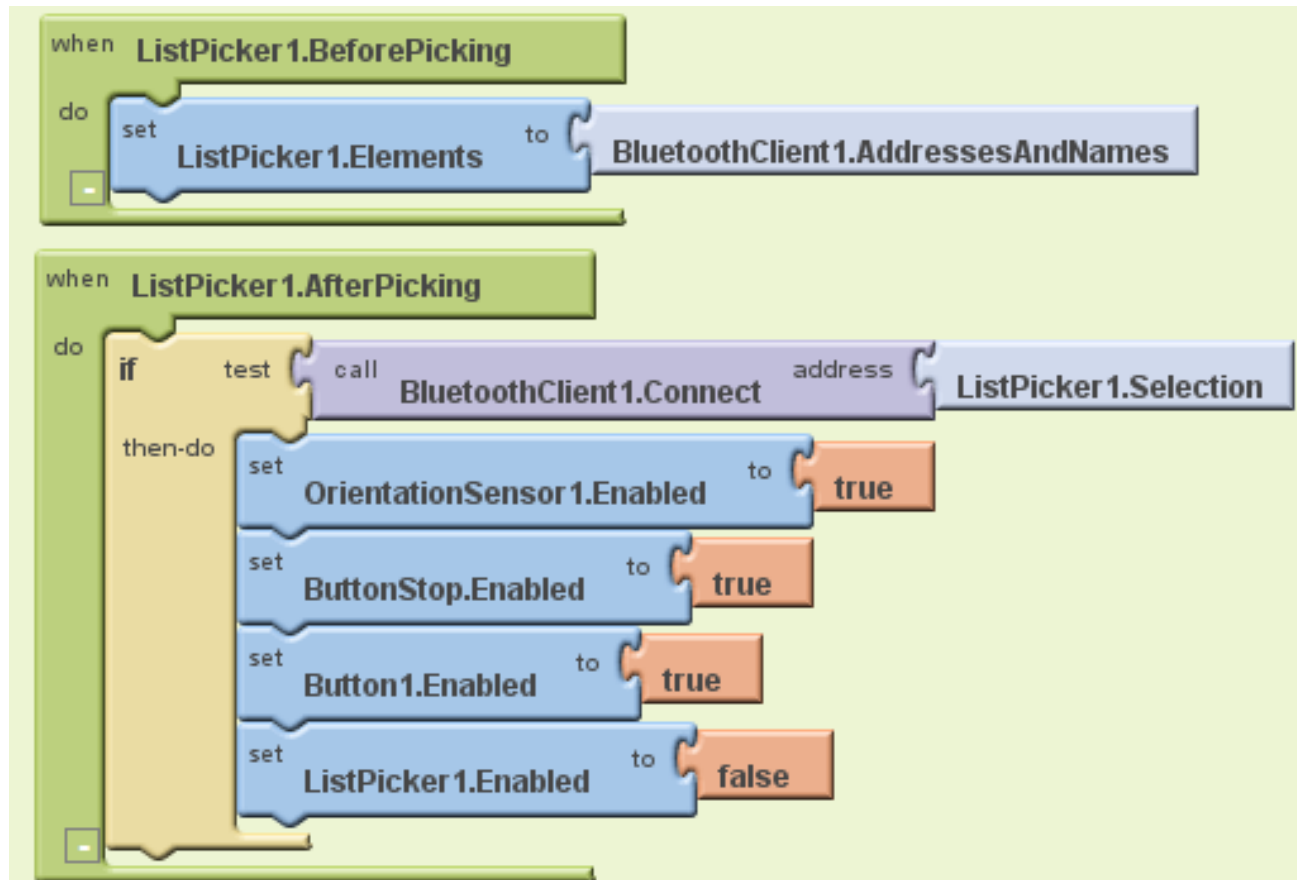 when ListPicker1.BeforePicking
do set ListPicker1.Elements to BluetoothClient1.AddressesAndNames
-
when ListPicker1.AfterPicking
do if test call BluetoothClient1.Connect address ListPicker1.Selection
then-do set OrientationSensor1.Enabled to true
set ButtonStop.Enabled to true
set Button1.Enabled to true
set ListPicker1.Enabled to false
-